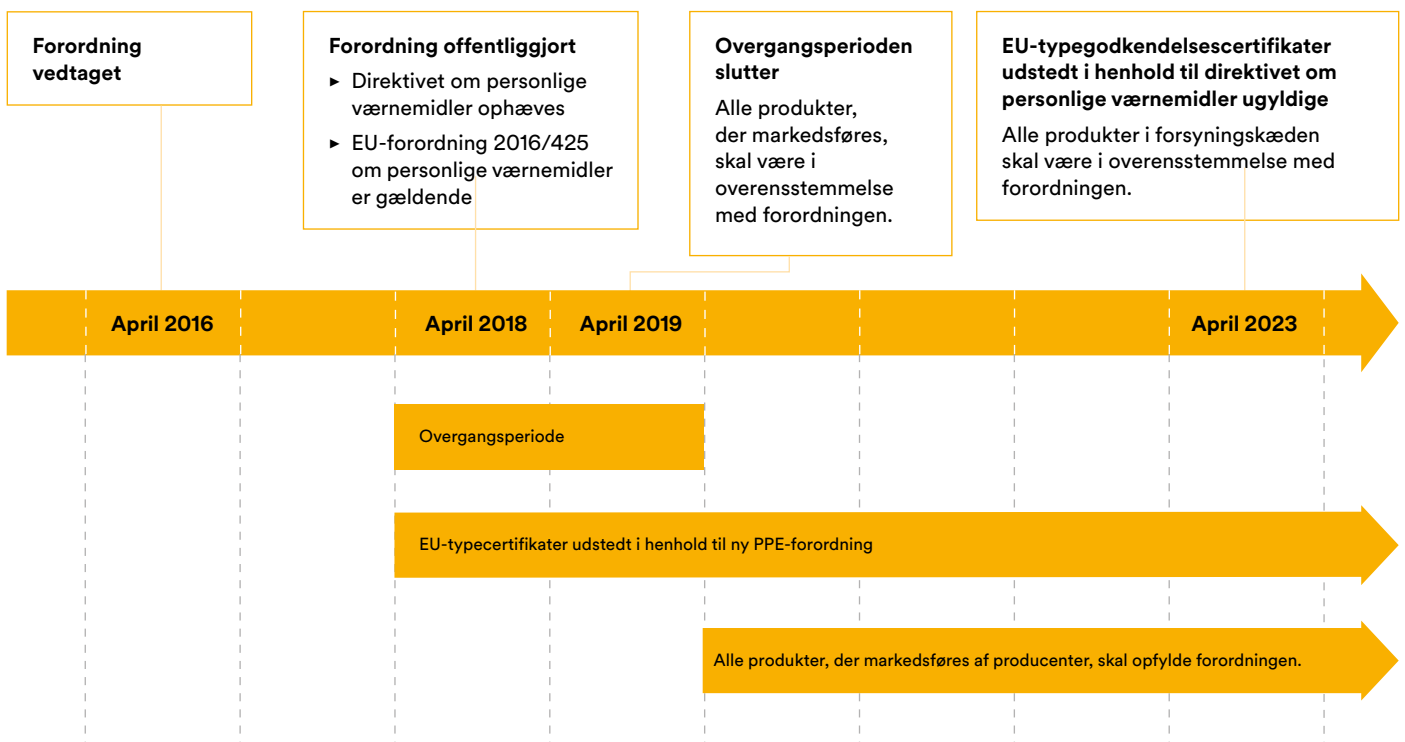 Forordning
vedtaget
Forordning offentliggjort
► Direktivet om personlige
værnemidler ophæves
► EU-forordning 2016/425
om personlige værnemidler
er gældende
Overgangsperioden
slutter
Alle produkter,
der markedsføres,
skal være i
overensstemmelse
med forordningen.
EU-typegodkendelsescertifikater
udstedt i henhold til direktivet om
personlige værnemidler ugyldige
Alle produkter i forsyningskæden
skal være i overensstemmelse med
forordningen.
April 2016
April 2018
April 2019
April 2023
Overgangsperiode
EU-typecertifikater udstedt i henhold til ny PPE-forordning
Alle produkter, der markedsføres af producenter, skal opfylde forordningen.